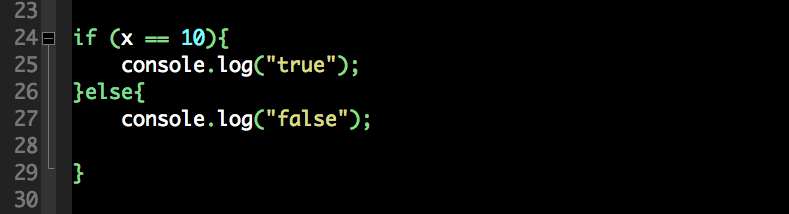 23
24 if (x == 10){
25     console.log("true");
26 }else{
27     console.log("false");
28
29 }
30